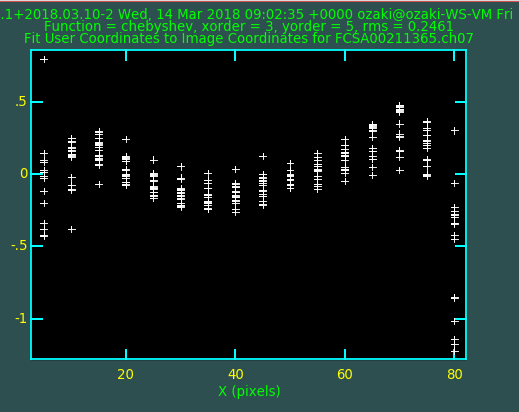 .1+2018.03.10-2 Wed, 14 Mar 2018 09:02:35 +0000 ozaki@ozaki-WS-VM Fri
Function = chebyshev, xorder = 3, yorder = 5, rms = 0.2461
Fit User Coordinates to Image Coordinates for FCSA00211365.ch07
.5
0
-.5
-1
20 40 60 80
X (pixels)